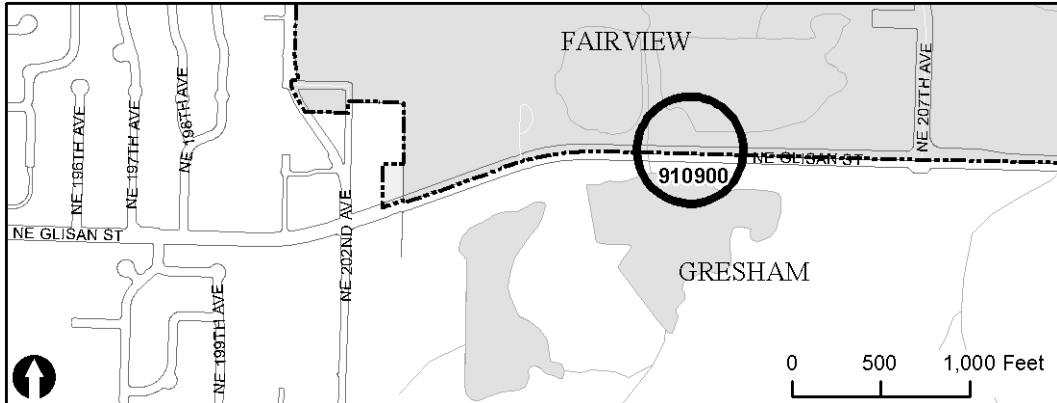 FAIRVIEW
NE 207TH AVE
NE 196TH AVE
NE 197TH AVE
NE 198TH AVE
NE GLISAN ST
910900
NE GLISAN ST
NE 202ND AVE
GRESHAM
NE 199TH AVE
0 500 1,000 Feet